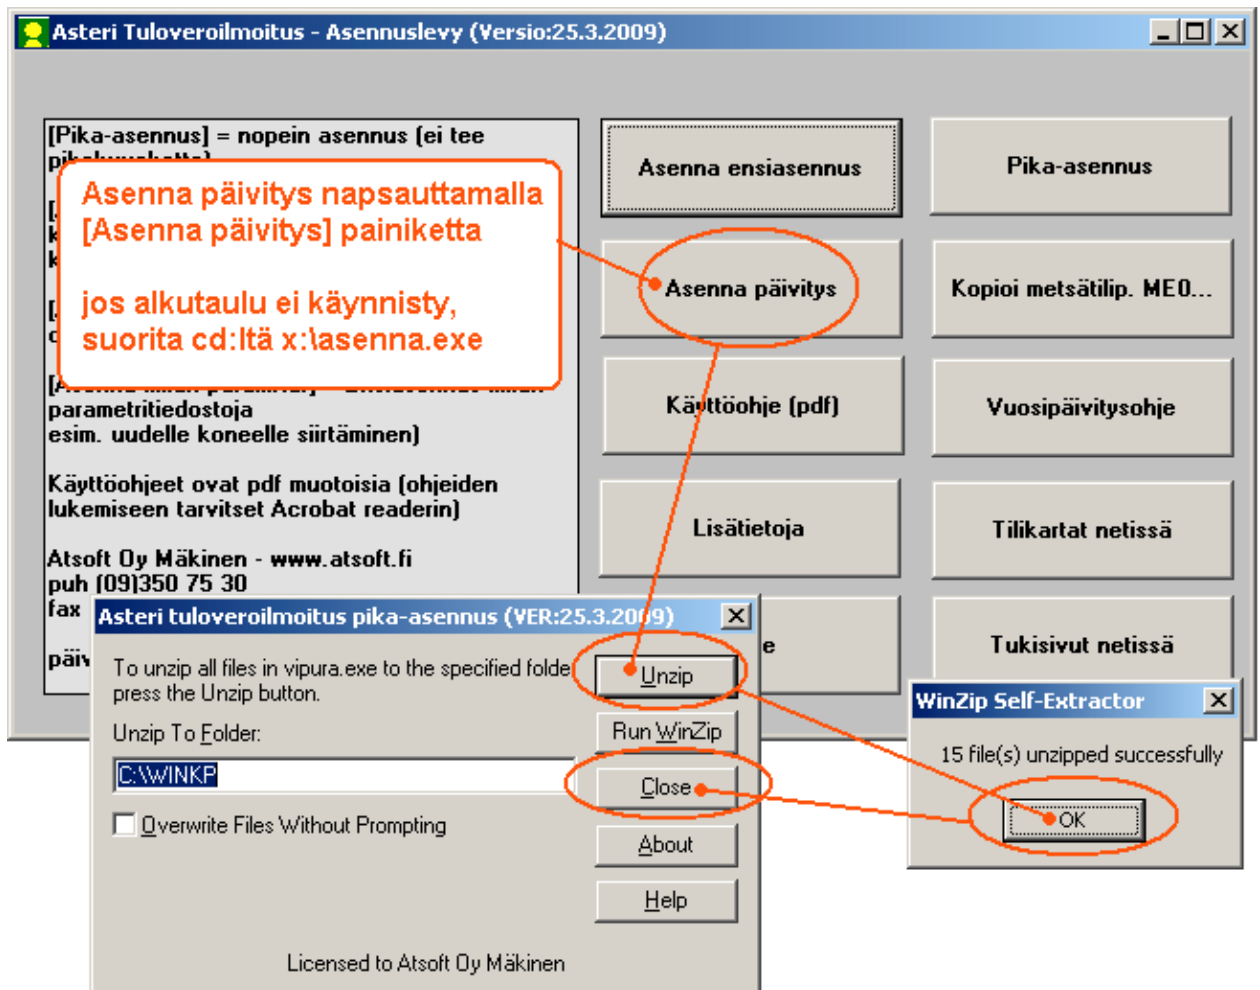 Asteri Tuloveroilmoitus - Asennuslevy (Versio:25.3.2009)
[Pika-asennus] = nopein asennus (ei tee
Asenna päivitys napsauttamalla
[Asenna päivitys] painiketta
jos alkutaulu ei käynnisty,
suorita cd:ltä x:\asenna.exe
parametritiedostoja
esim. uudelle koneelle siirtäminen)
Käyttöohjeet ovat pdf muotoisia (ohjeiden
lukemiseen tarvitset Acrobat readerin)
Atsoft Oy Mäkinen - www.atsoft.fi
puh (09)350 75 30
fax
päiv
Asenna ensiasennus
Pika-asennus
Asenna päivitys
Kopioi metsätilip. ME0...
Käyttöohje (pdf)
Vuosipäivitysohje
Lisätietoja
Tilikartat netissä
e
Tukisivut netissä
Asteri tuloveroilmoitus pika-asennus (VER:25.3.2009)
To unzip all files in vipura.exe to the specified folde
press the Unzip button.
Unzip To Folder:
C:\WINKP
Overwrite Files Without Prompting
Unzip
Run WinZip
Close
About
Help
Licensed to Atsoft Oy Mäkinen
WinZip Self-Extractor
15 file(s) unzipped successfully
OK